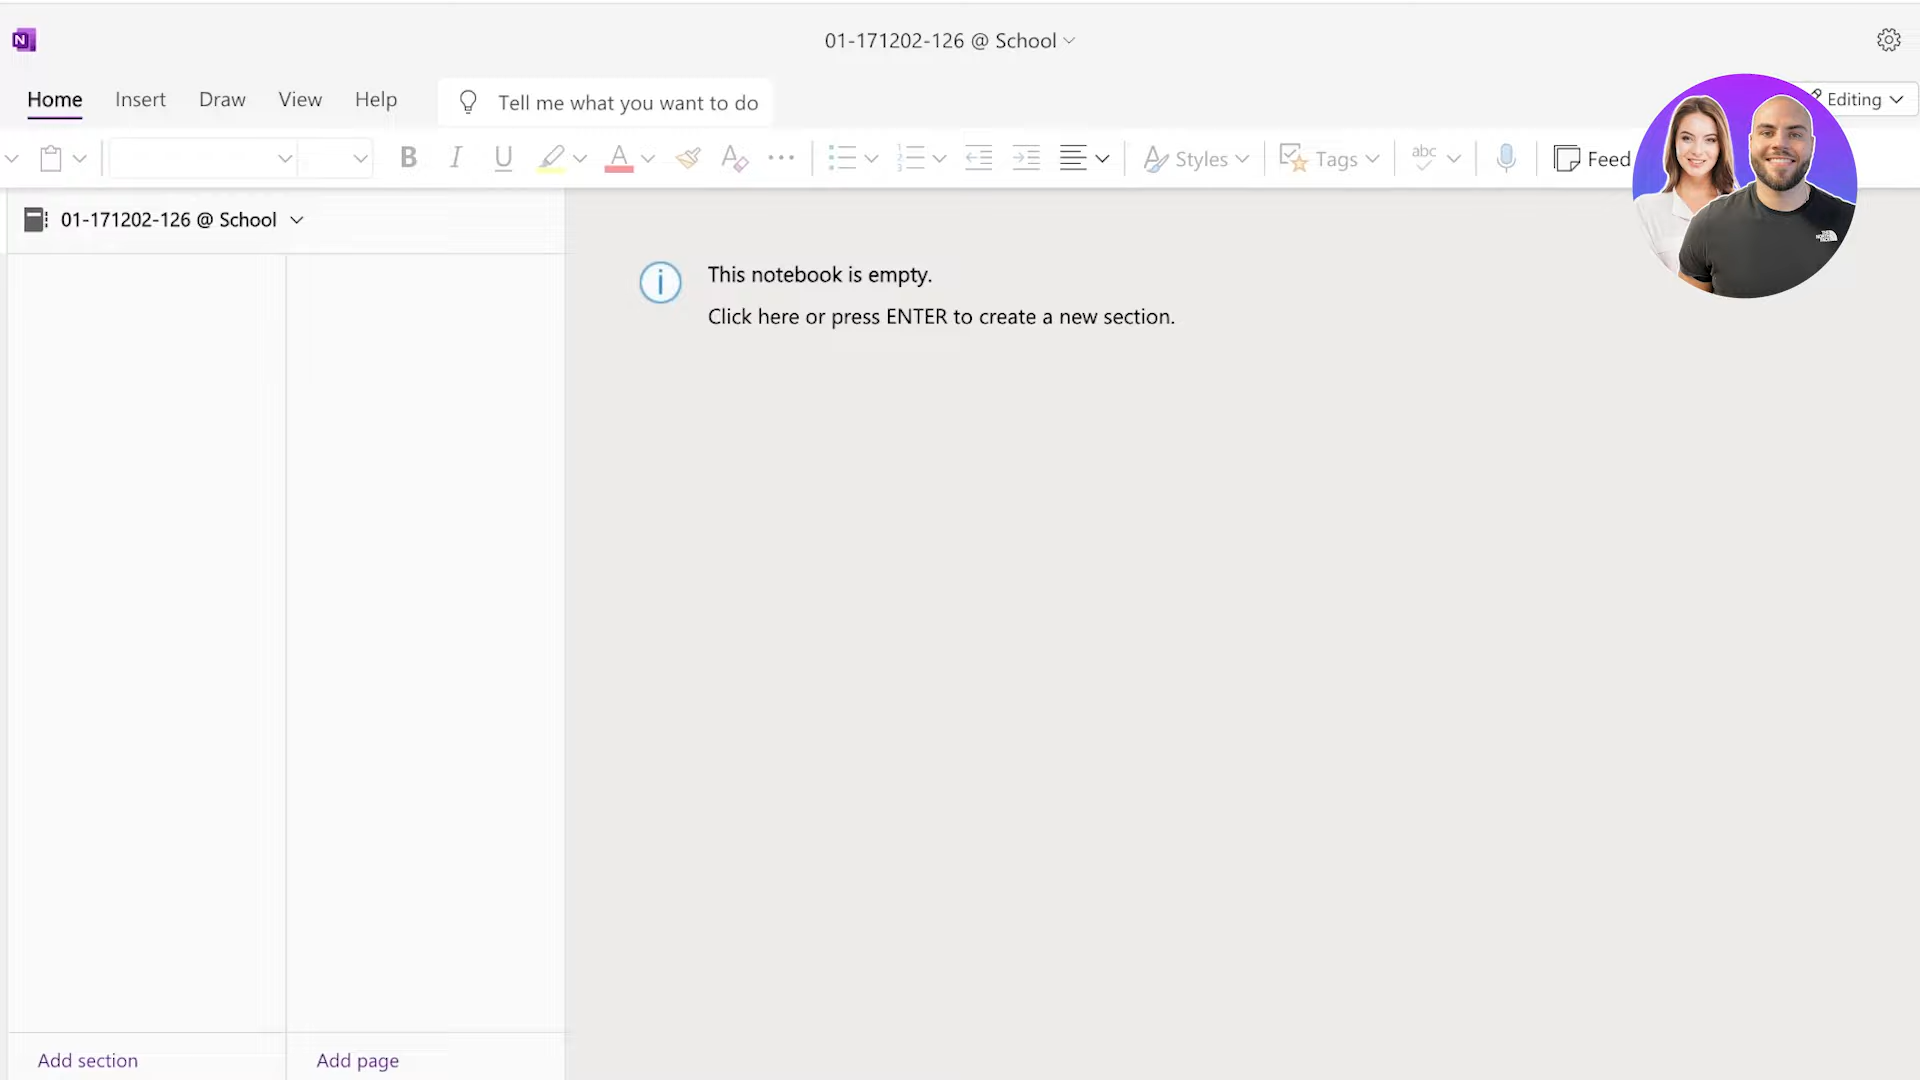 N
01-171202-126 @ School
Home Insert Draw View Help
Tell me what you want to do
Editing
B I U A A
Styles
Tags
abc
Feed
01-171202-126 @ School
This notebook is empty.
Click here or press ENTER to create a new section.
Add section
Add page